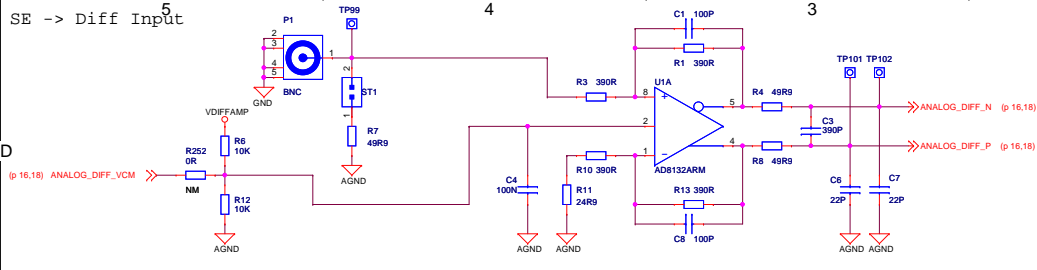 SE -> Diff Input
5
4
3
P1
TP99
C1 100P
2
3
4
5
1
BNC
GND
R1 390R
TP101 TP102
2
ST1
1
R3 390R
U1A
8
+
R4 49R9
5
ANALOG_DIFF_N (p 16,18)
VDIFFAMP
R7
49R9
AGND
2
C3
390P
D
R6
10K
R252
0R
NM
(p 16,18) ANALOG_DIFF_VCM
R12
10K
AGND
4
ANALOG_DIFF_P (p 16,18)
R8 49R9
1
−
AD8132ARM
R10 390R
C4
100N
R11
24R9
R13 390R
C8 100P
C6
22P
C7
22P
AGND
AGND
AGND
AGND